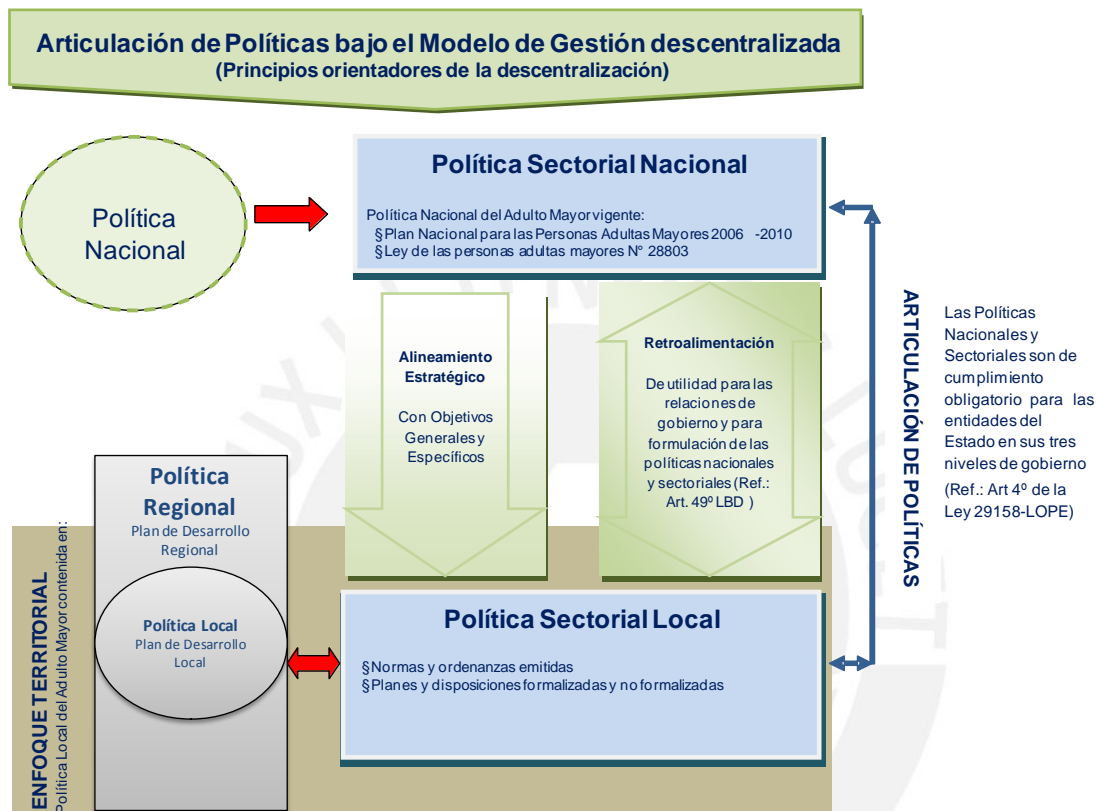 Articulación de Políticas bajo el Modelo de Gestión descentralizada
(Principios orientadores de la descentralización)
Política
Nacional
Política Sectorial Nacional
Política Nacional del Adulto Mayor vigente:
§Plan Nacional para las Personas Adultas Mayores 2006 -2010
§Ley de las personas adultas mayores N° 28803
Alineamiento
Estratégico
Con Objetivos
Generales y
Específicos
Retroalimentación
De utilidad para las
relaciones de
gobierno y para
formulación de las
políticas nacionales
y sectoriales (Ref.:
Art. 49º LBD )
ARTICULACIÓN DE POLÍTICAS
Las Políticas
Nacionales y
Sectoriales son de
cumplimiento
obligatorio para las
entidades del
Estado en sus tres
niveles de gobierno
(Ref.: Art 4º de la
Ley 29158-LOPE)
ENFOQUE TERRITORIAL
Política Local del Adulto Mayor contenida en:
Política
Regional
Plan de Desarrollo
Regional
Política Local
Plan de Desarrollo
Local
Política Sectorial Local
§Normas y ordenanzas emitidas
§Planes y disposiciones formalizadas y no formalizadas